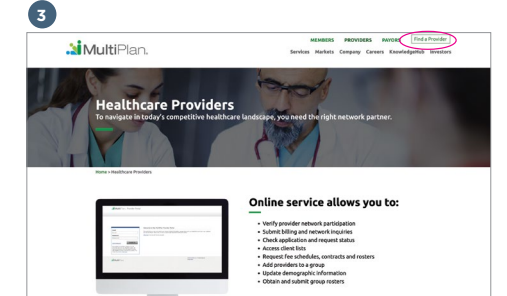 3
MultiPlan.
MEMBERS PROVIDERS PAYORS Find a Provider
Services Markets Company Careers KnowledgeHub Investors
Healthcare Providers
To navigate in today's competitive healthcare landscape, you need the right network partner.
Home » Healthcare Providers
Online service allows you to:
• Verify provider network participation
• Submit billing and network inquiries
• Check application and request status
• Access client lists
• Request fee schedules, contracts and rosters
• Add providers to a group
• Update demographic information
• Obtain and submit group rosters